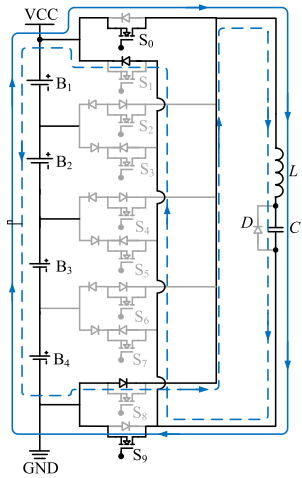 VCC
S₀
B₁
S₁
S₂
B₂
S₃
L
S₄
D
C
B₃
S₅
S₆
B₄
S₇
S₈
GND
S₉